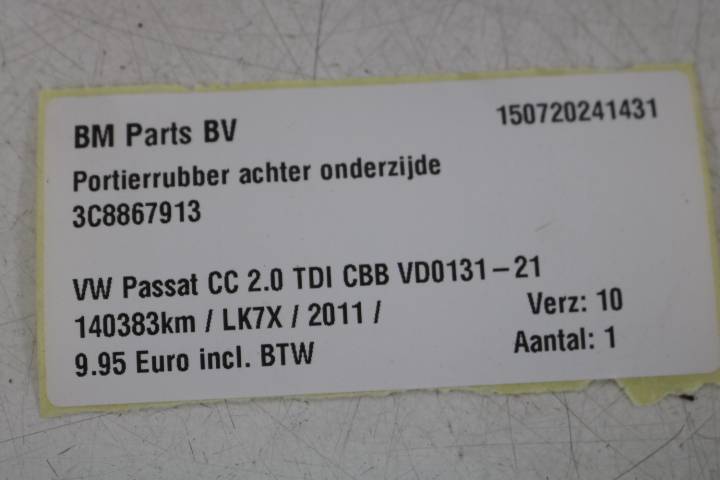 BM Parts BV 150720241431
Portierrubber achter onderzijde
3C8867913
VW Passat CC 2.0 TDI CBB VD0131-21
140383km / LK7X / 2011 / Verz: 10
9.95 Euro incl. BTW Aantal: 1